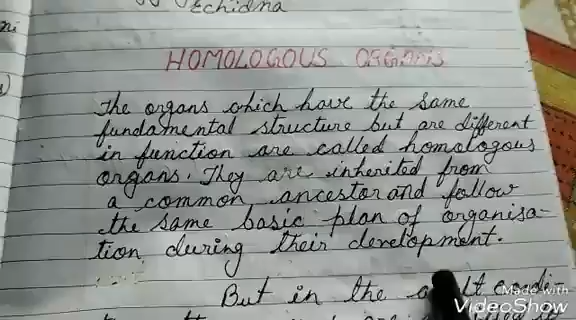 Echidna
HOMOLOGOUS ORGANS
The organs which have the same
fundamental structure but are different
in function are called homologous
organs. They are inherited from
a common ancestor and follow
the same basic plan of organisa-
tion during their development.
But in the
Made with
VideoShow